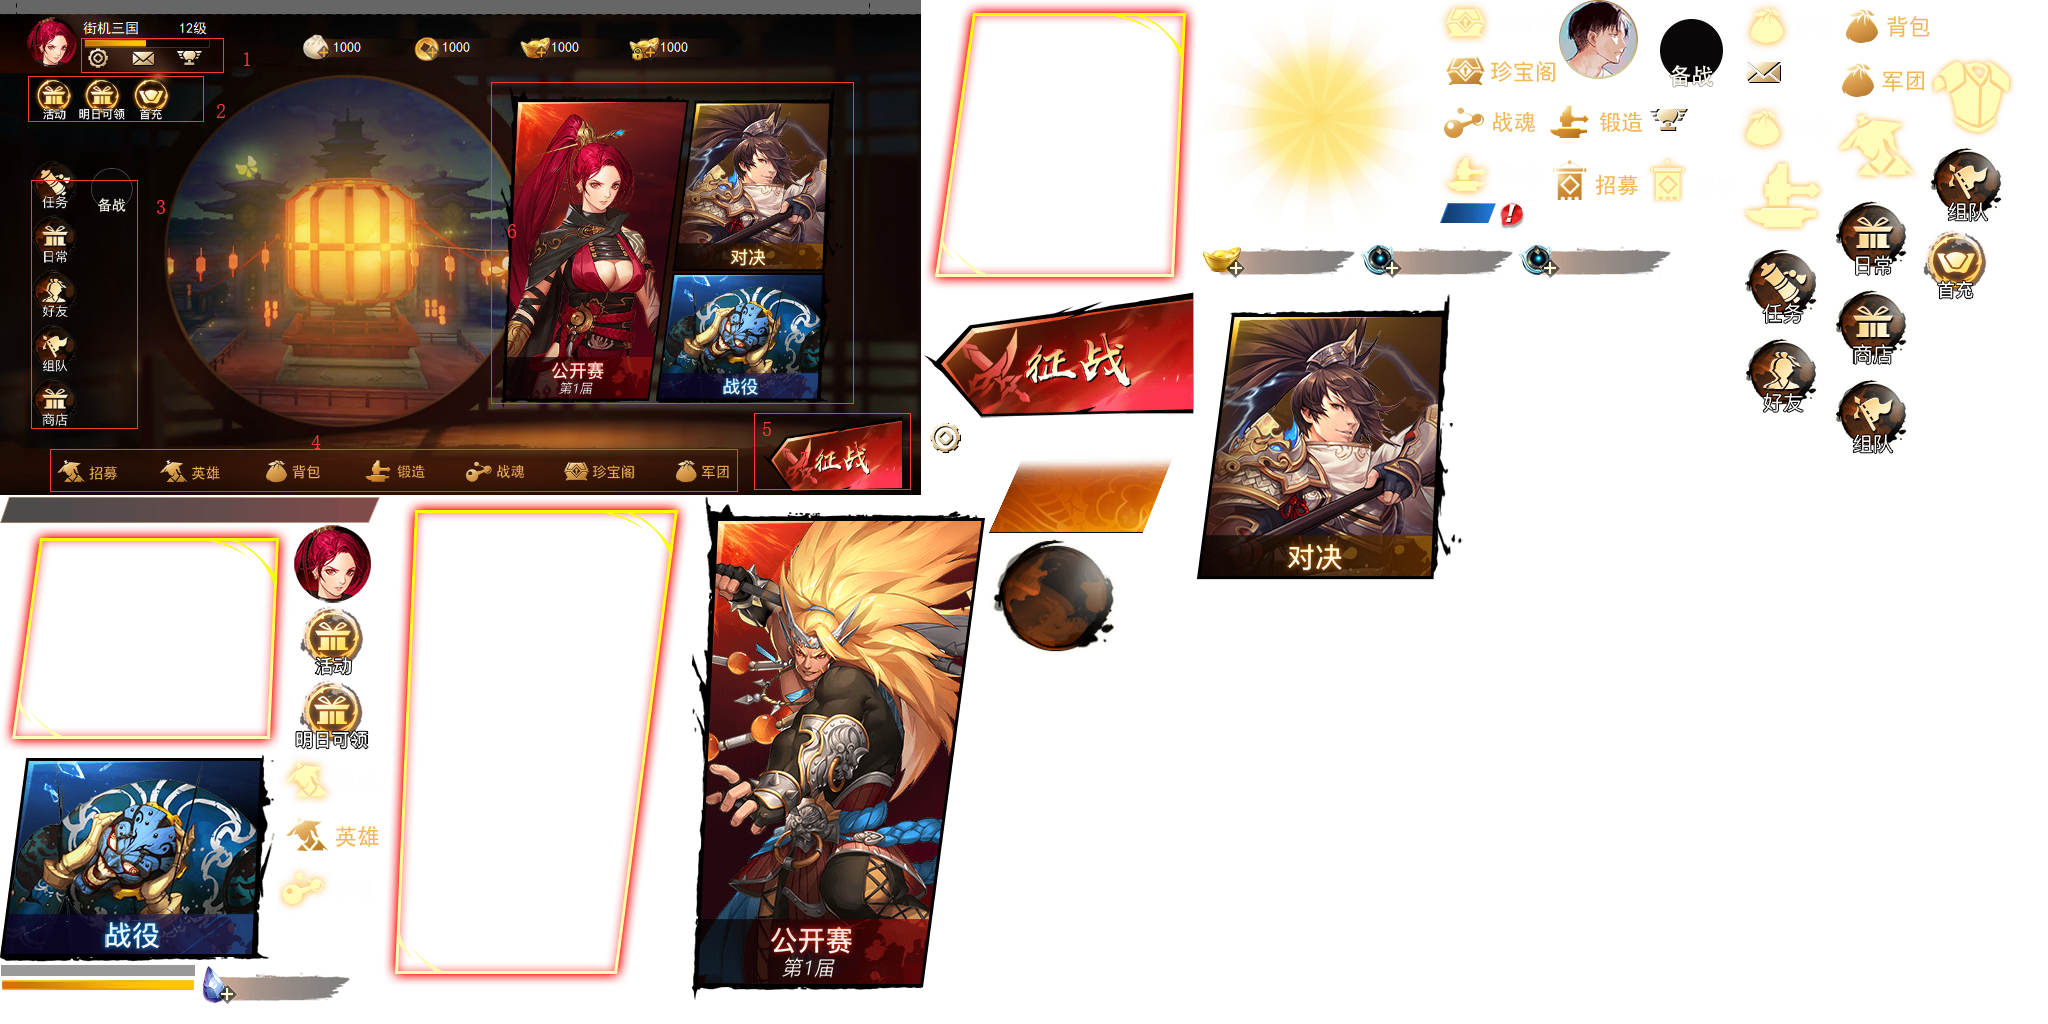 街机三国 12级
1000 1000 1000 1000
1
活动 明日可领 首充
2
任务 备战
3
日常
好友
组队
商店
6
对决
公开赛
第1届
战役
4
5
征战
招募 英雄 背包 锻造 战魂 珍宝阁 军团
征战
对决
珍宝阁
备战
战魂 锻造
招募
背包
军团
组队
日常
首充
任务
商店
好友
组队
活动
明日可领
英雄
战役
公开赛
第1届